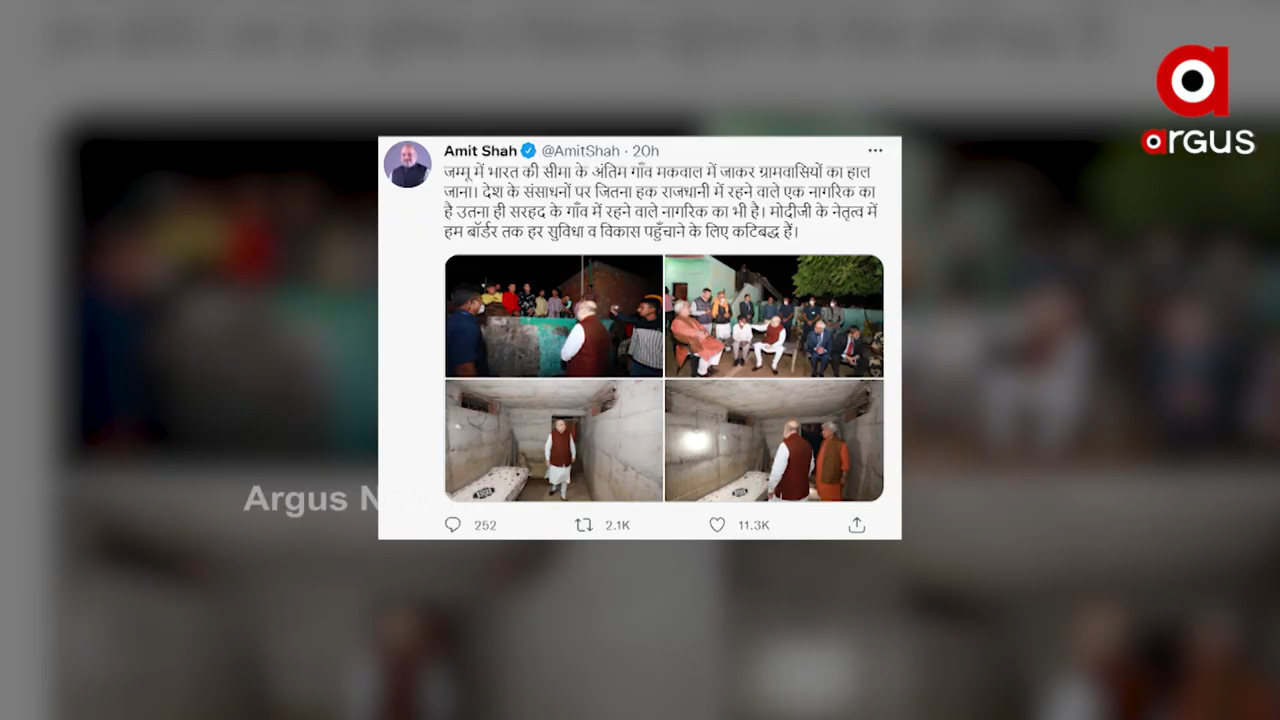 argus
Amit Shah @AmitShah · 20h
जम्मू में भारत की सीमा के अंतिम गाँव मकवाल में जाकर ग्रामवासियों का हाल
जाना। देश के संसाधनों पर जितना हक राजधानी में रहने वाले एक नागरिक का
है उतना ही सरहद के गाँव में रहने वाले नागरिक का भी है। मोदीजी के नेतृत्व में
हम बॉर्डर तक हर सुविधा व विकास पहुँचाने के लिए कटिबद्ध हैं।
Argus News
252 2.1K 11.3K